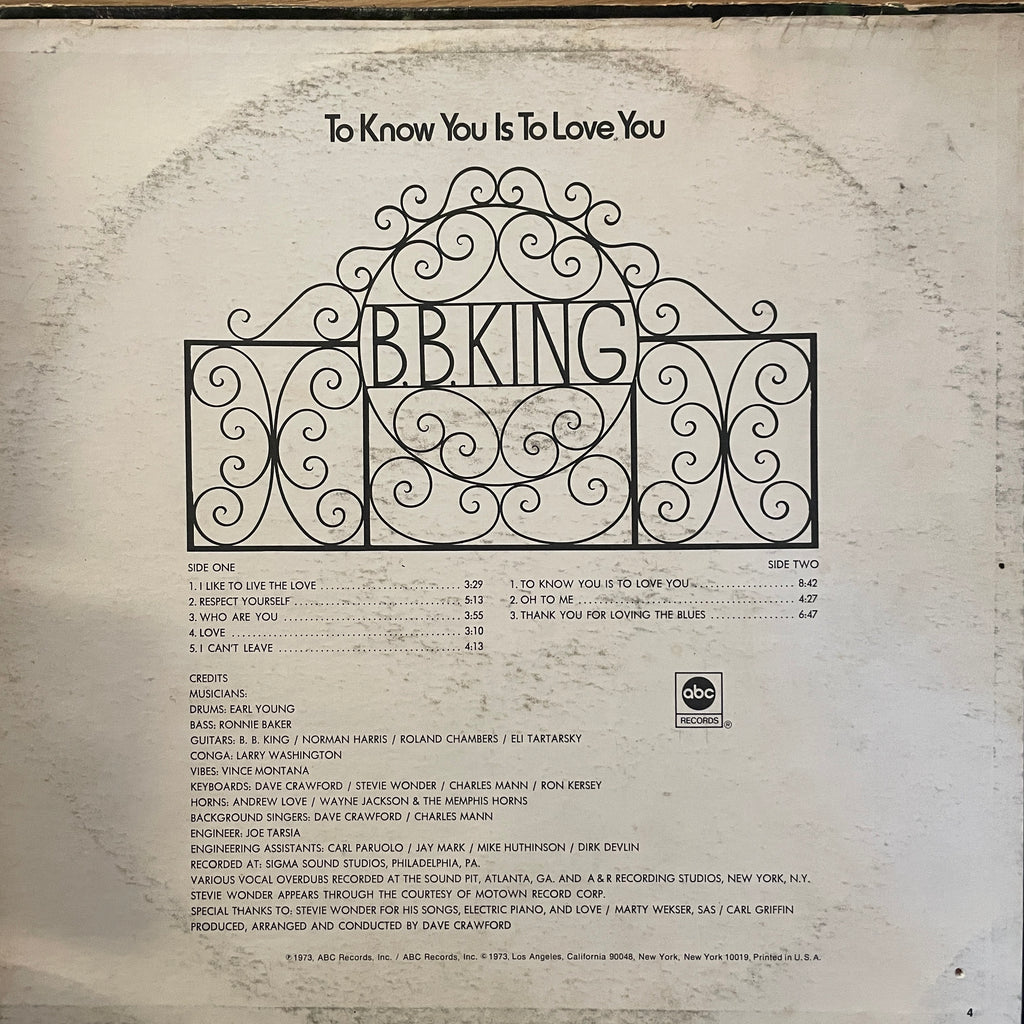 To Know You Is To Love You
B.B.KING
SIDE ONE
1. I LIKE TO LIVE THE LOVE ........................ 3:29
2. RESPECT YOURSELF ........................ 5:13
3. WHO ARE YOU ........................ 3:55
4. LOVE ........................ 3:10
5. I CAN'T LEAVE ........................ 4:13
SIDE TWO
1. TO KNOW YOU IS TO LOVE YOU ................ 8:42
2. OH TO ME ........................ 4:27
3. THANK YOU FOR LOVING THE BLUES ............ 6:47
CREDITS
MUSICIANS:
DRUMS: EARL YOUNG
BASS: RONNIE BAKER
GUITARS: B. B. KING / NORMAN HARRIS / ROLAND CHAMBERS / ELI TARTARSKY
CONGA: LARRY WASHINGTON
VIBES: VINCE MONTANA
KEYBOARDS: DAVE CRAWFORD / STEVIE WONDER / CHARLES MANN / RON KERSEY
HORNS: ANDREW LOVE / WAYNE JACKSON & THE MEMPHIS HORNS
BACKGROUND SINGERS: DAVE CRAWFORD / CHARLES MANN
ENGINEER: JOE TARSIA
ENGINEERING ASSISTANTS: CARL PARUOLO / JAY MARK / MIKE HUTHINSON / DIRK DEVLIN
RECORDED AT: SIGMA SOUND STUDIOS, PHILADELPHIA, PA.
VARIOUS VOCAL OVERDUBS RECORDED AT THE SOUND PIT, ATLANTA, GA. AND A & R RECORDING STUDIOS, NEW YORK, N.Y.
STEVIE WONDER APPEARS THROUGH THE COURTESY OF MOTOWN RECORD CORP.
SPECIAL THANKS TO: STEVIE WONDER FOR HIS SONGS, ELECTRIC PIANO, AND LOVE / MARTY WEKSER, SAS / CARL GRIFFIN
PRODUCED, ARRANGED AND CONDUCTED BY DAVE CRAWFORD
abc
RECORDS ®
℗ 1973, ABC Records, Inc. / ABC Records, Inc. © 1973, Los Angeles, California 90048, New York, New York 10019, Printed in U.S.A.
4